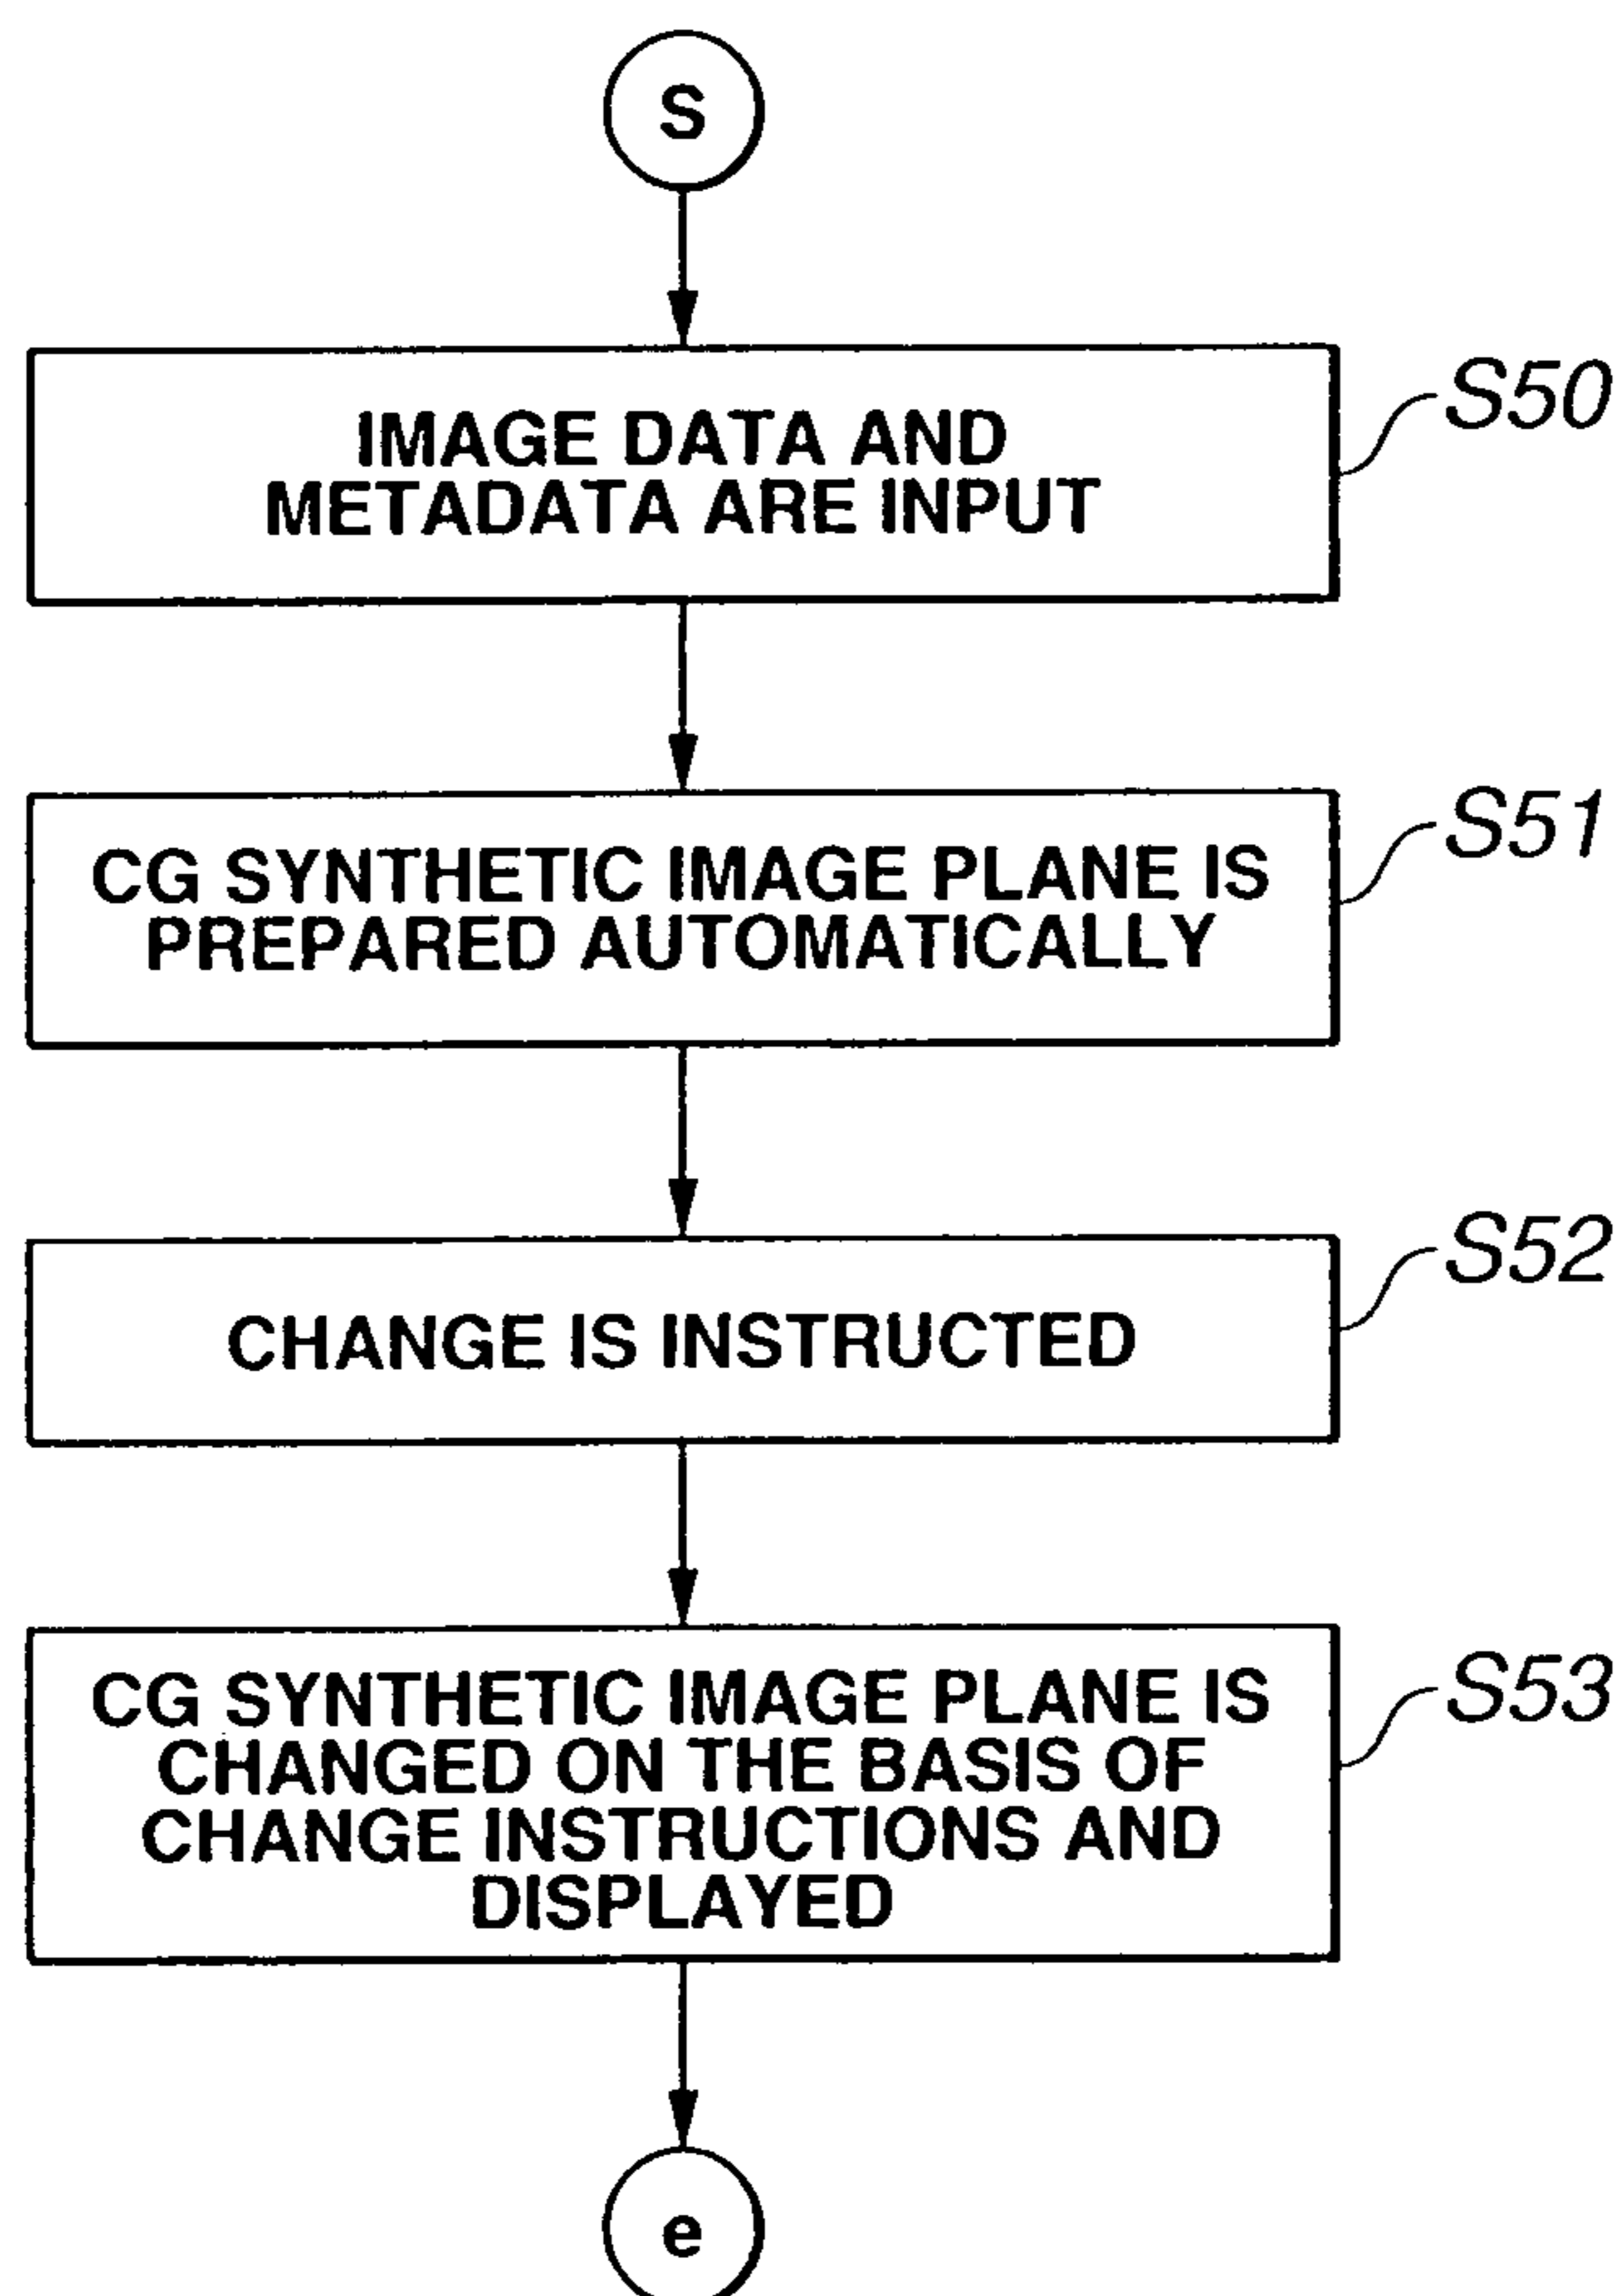 S
IMAGE DATA AND
METADATA ARE INPUT
S50
CG SYNTHETIC IMAGE PLANE IS
PREPARED AUTOMATICALLY
S51
CHANGE IS INSTRUCTED
S52
CG SYNTHETIC IMAGE PLANE IS
CHANGED ON THE BASIS OF
CHANGE INSTRUCTIONS AND
DISPLAYED
S53
e